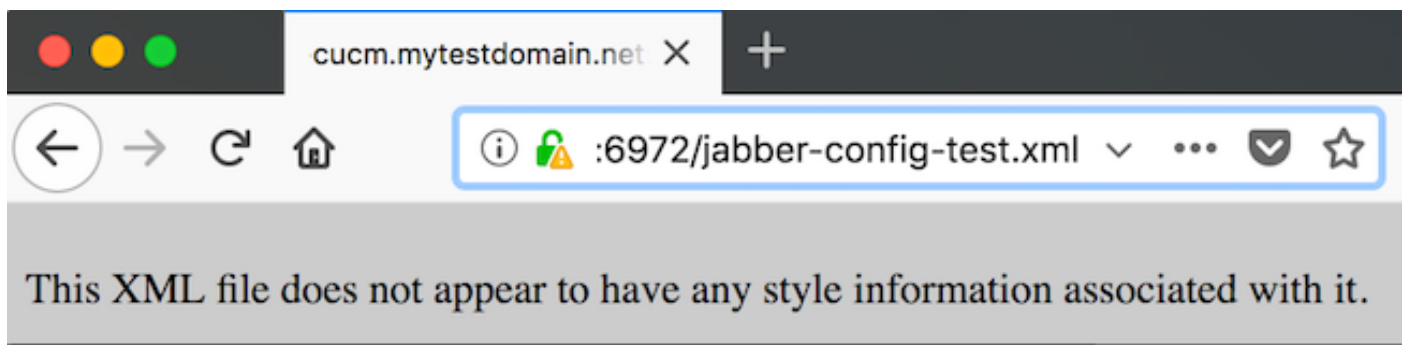 cucm.mytestdomain.net
:6972/jabber-config-test.xml
This XML file does not appear to have any style information associated with it.